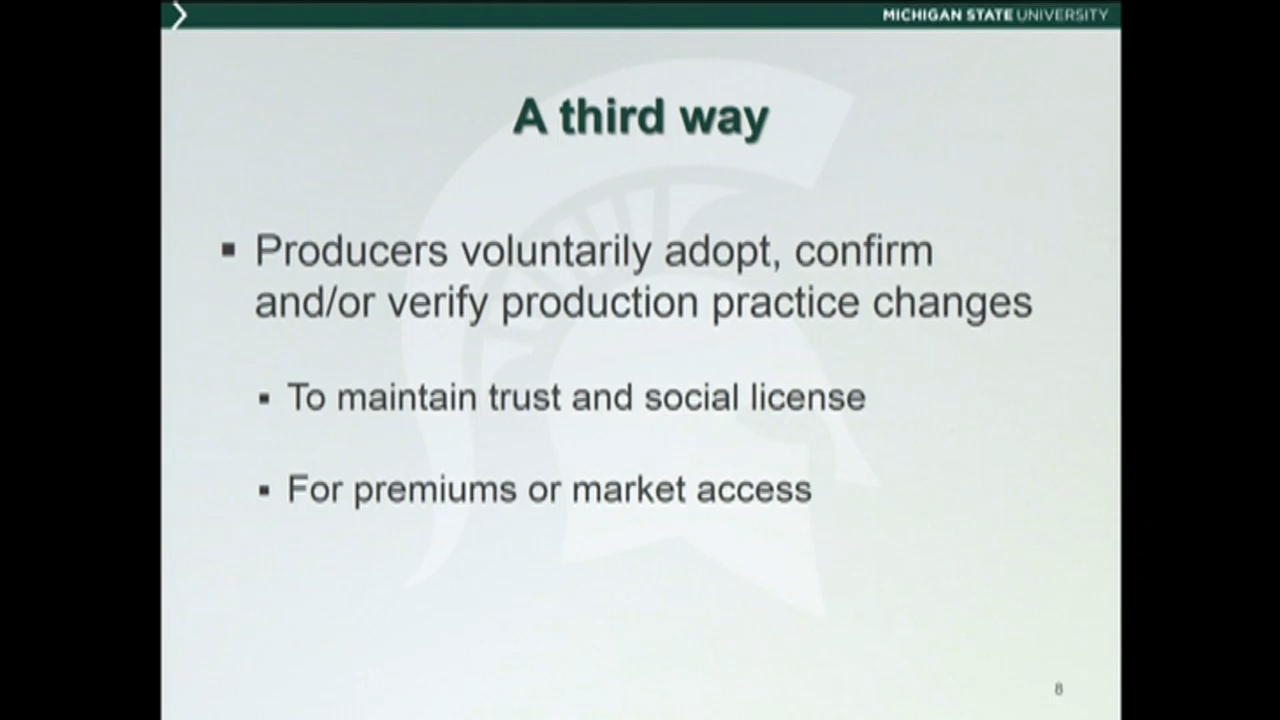 MICHIGAN STATE UNIVERSITY
A third way
▪ Producers voluntarily adopt, confirm
and/or verify production practice changes
▪ To maintain trust and social license
▪ For premiums or market access
8